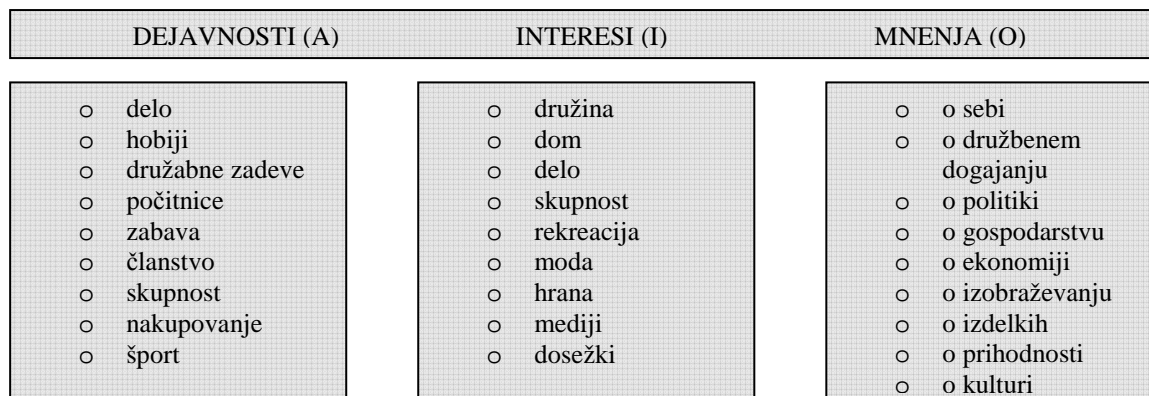 DEJAVNOSTI (A) INTERESI (I) MNENJA (O)
o delo
o hobiji
o družabne zadeve
o počitnice
o zabava
o članstvo
o skupnost
o nakupovanje
o šport
o družina
o dom
o delo
o skupnost
o rekreacija
o moda
o hrana
o mediji
o dosežki
o o sebi
o o družbenem
dogajanju
o o politiki
o o gospodarstvu
o o ekonomiji
o o izobraževanju
o o izdelkih
o o prihodnosti
o o kulturi